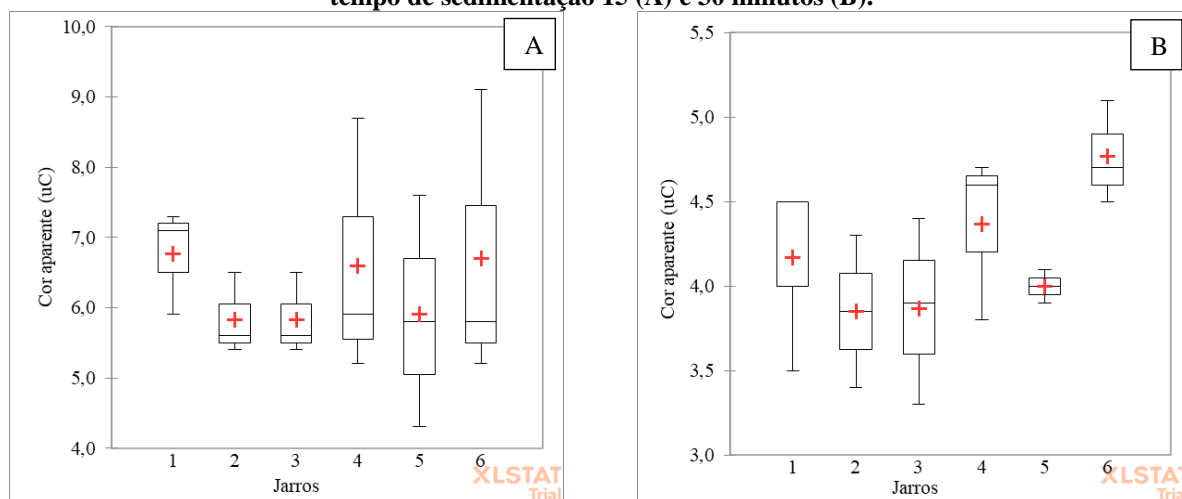 tempo de sedimentação 15 (A) e 30 minutos (B).
A
10,0
9,0
8,0
7,0
6,0
5,0
4,0
Cor aparente (uC)
1 2 3 4 5 6
Jarros
XLSTAT
Trial
B
5,5
5,0
4,5
4,0
3,5
3,0
Cor aparente (uC)
1 2 3 4 5 6
Jarros
XLSTAT
Trial